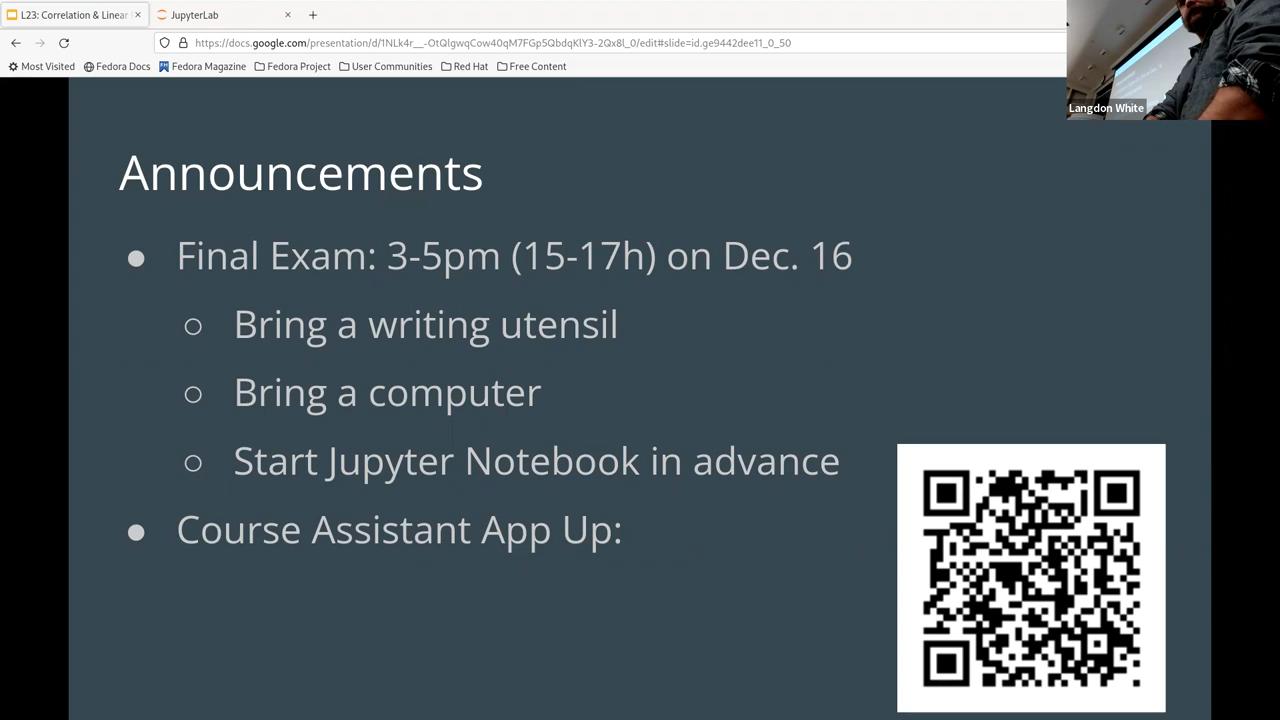 L23: Correlation & Linear
JupyterLab
https://docs.google.com/presentation/d/1NLk4r__-OtQlgwqCow40qM7FGp5QbdqKlY3-2Qx8l_0/edit#slide=id.ge9442dee11_0_50
Most Visited Fedora Docs Fedora Magazine Fedora Project User Communities Red Hat Free Content
Langdon White
Announcements
● Final Exam: 3-5pm (15-17h) on Dec. 16
○ Bring a writing utensil
○ Bring a computer
○ Start Jupyter Notebook in advance
● Course Assistant App Up: